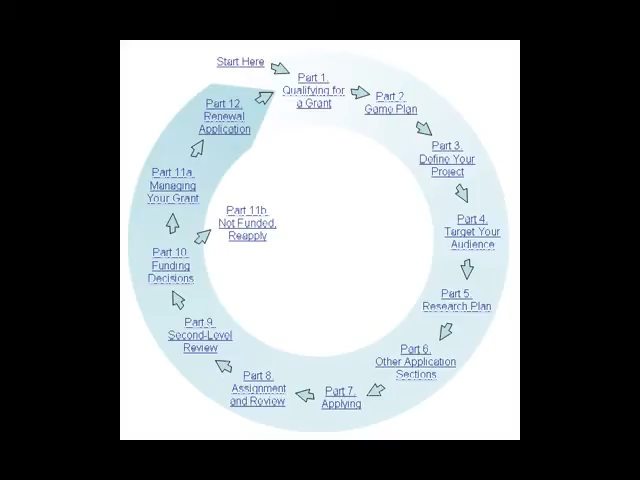 Start Here
Part 1.
Qualifying for
a Grant
Part 2.
Game Plan
Part 3.
Define Your
Project
Part 4.
Target Your
Audience
Part 5.
Research Plan
Part 6.
Other Application
Sections
Part 7.
Applying
Part 8.
Assignment
and Review
Part 9.
Second-Level
Review
Part 10.
Funding
Decisions
Part 11a.
Managing
Your Grant
Part 11b.
Not Funded,
Reapply
Part 12.
Renewal
Application